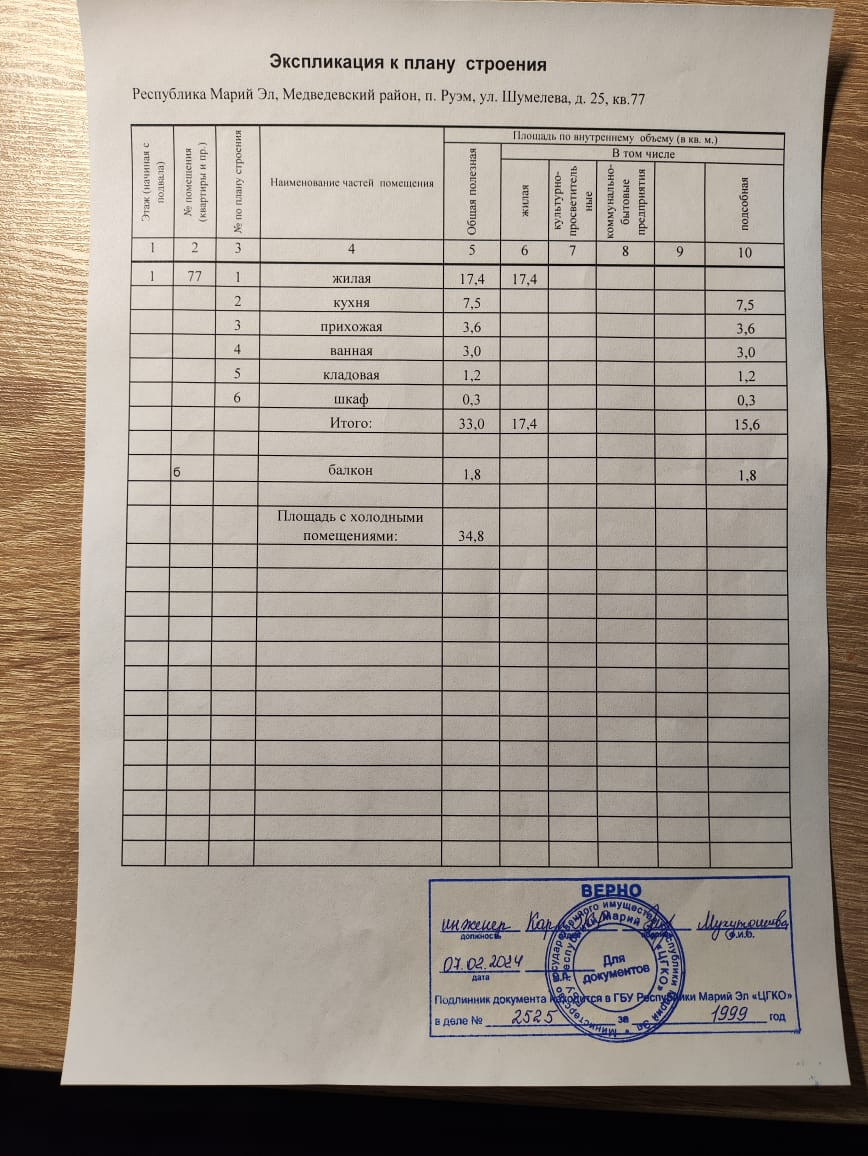 Экспликация к плану строения
Республика Марий Эл, Медведевский район, п. Руэм, ул. Шумелева, д. 25, кв.77
Этаж (начиная с подвала)
№ помещения (квартиры и пр.)
№ по плану строения
Наименование частей помещения
Площадь по внутреннему объему (в кв. м.)
Общая полезная
В том числе
жилая
культурно-просветитель ные
коммунально-бытовые предприятия
подсобная
1 2 3 4 5 6 7 8 9 10
1 77 1 жилая 17,4 17,4
2 кухня 7,5 7,5
3 прихожая 3,6 3,6
4 ванная 3,0 3,0
5 кладовая 1,2 1,2
6 шкаф 0,3 0,3
Итого: 33,0 17,4 15,6
б балкон 1,8 1,8
Площадь с холодными
помещениями: 34,8
ВЕРНО
инженер
должность Ф.И.О.
07.02.2024
дата
Для
документов
Подлинник документа находится в ГБУ Республики Марий Эл «ЦГКО»
в деле № 2525 за 1999 год